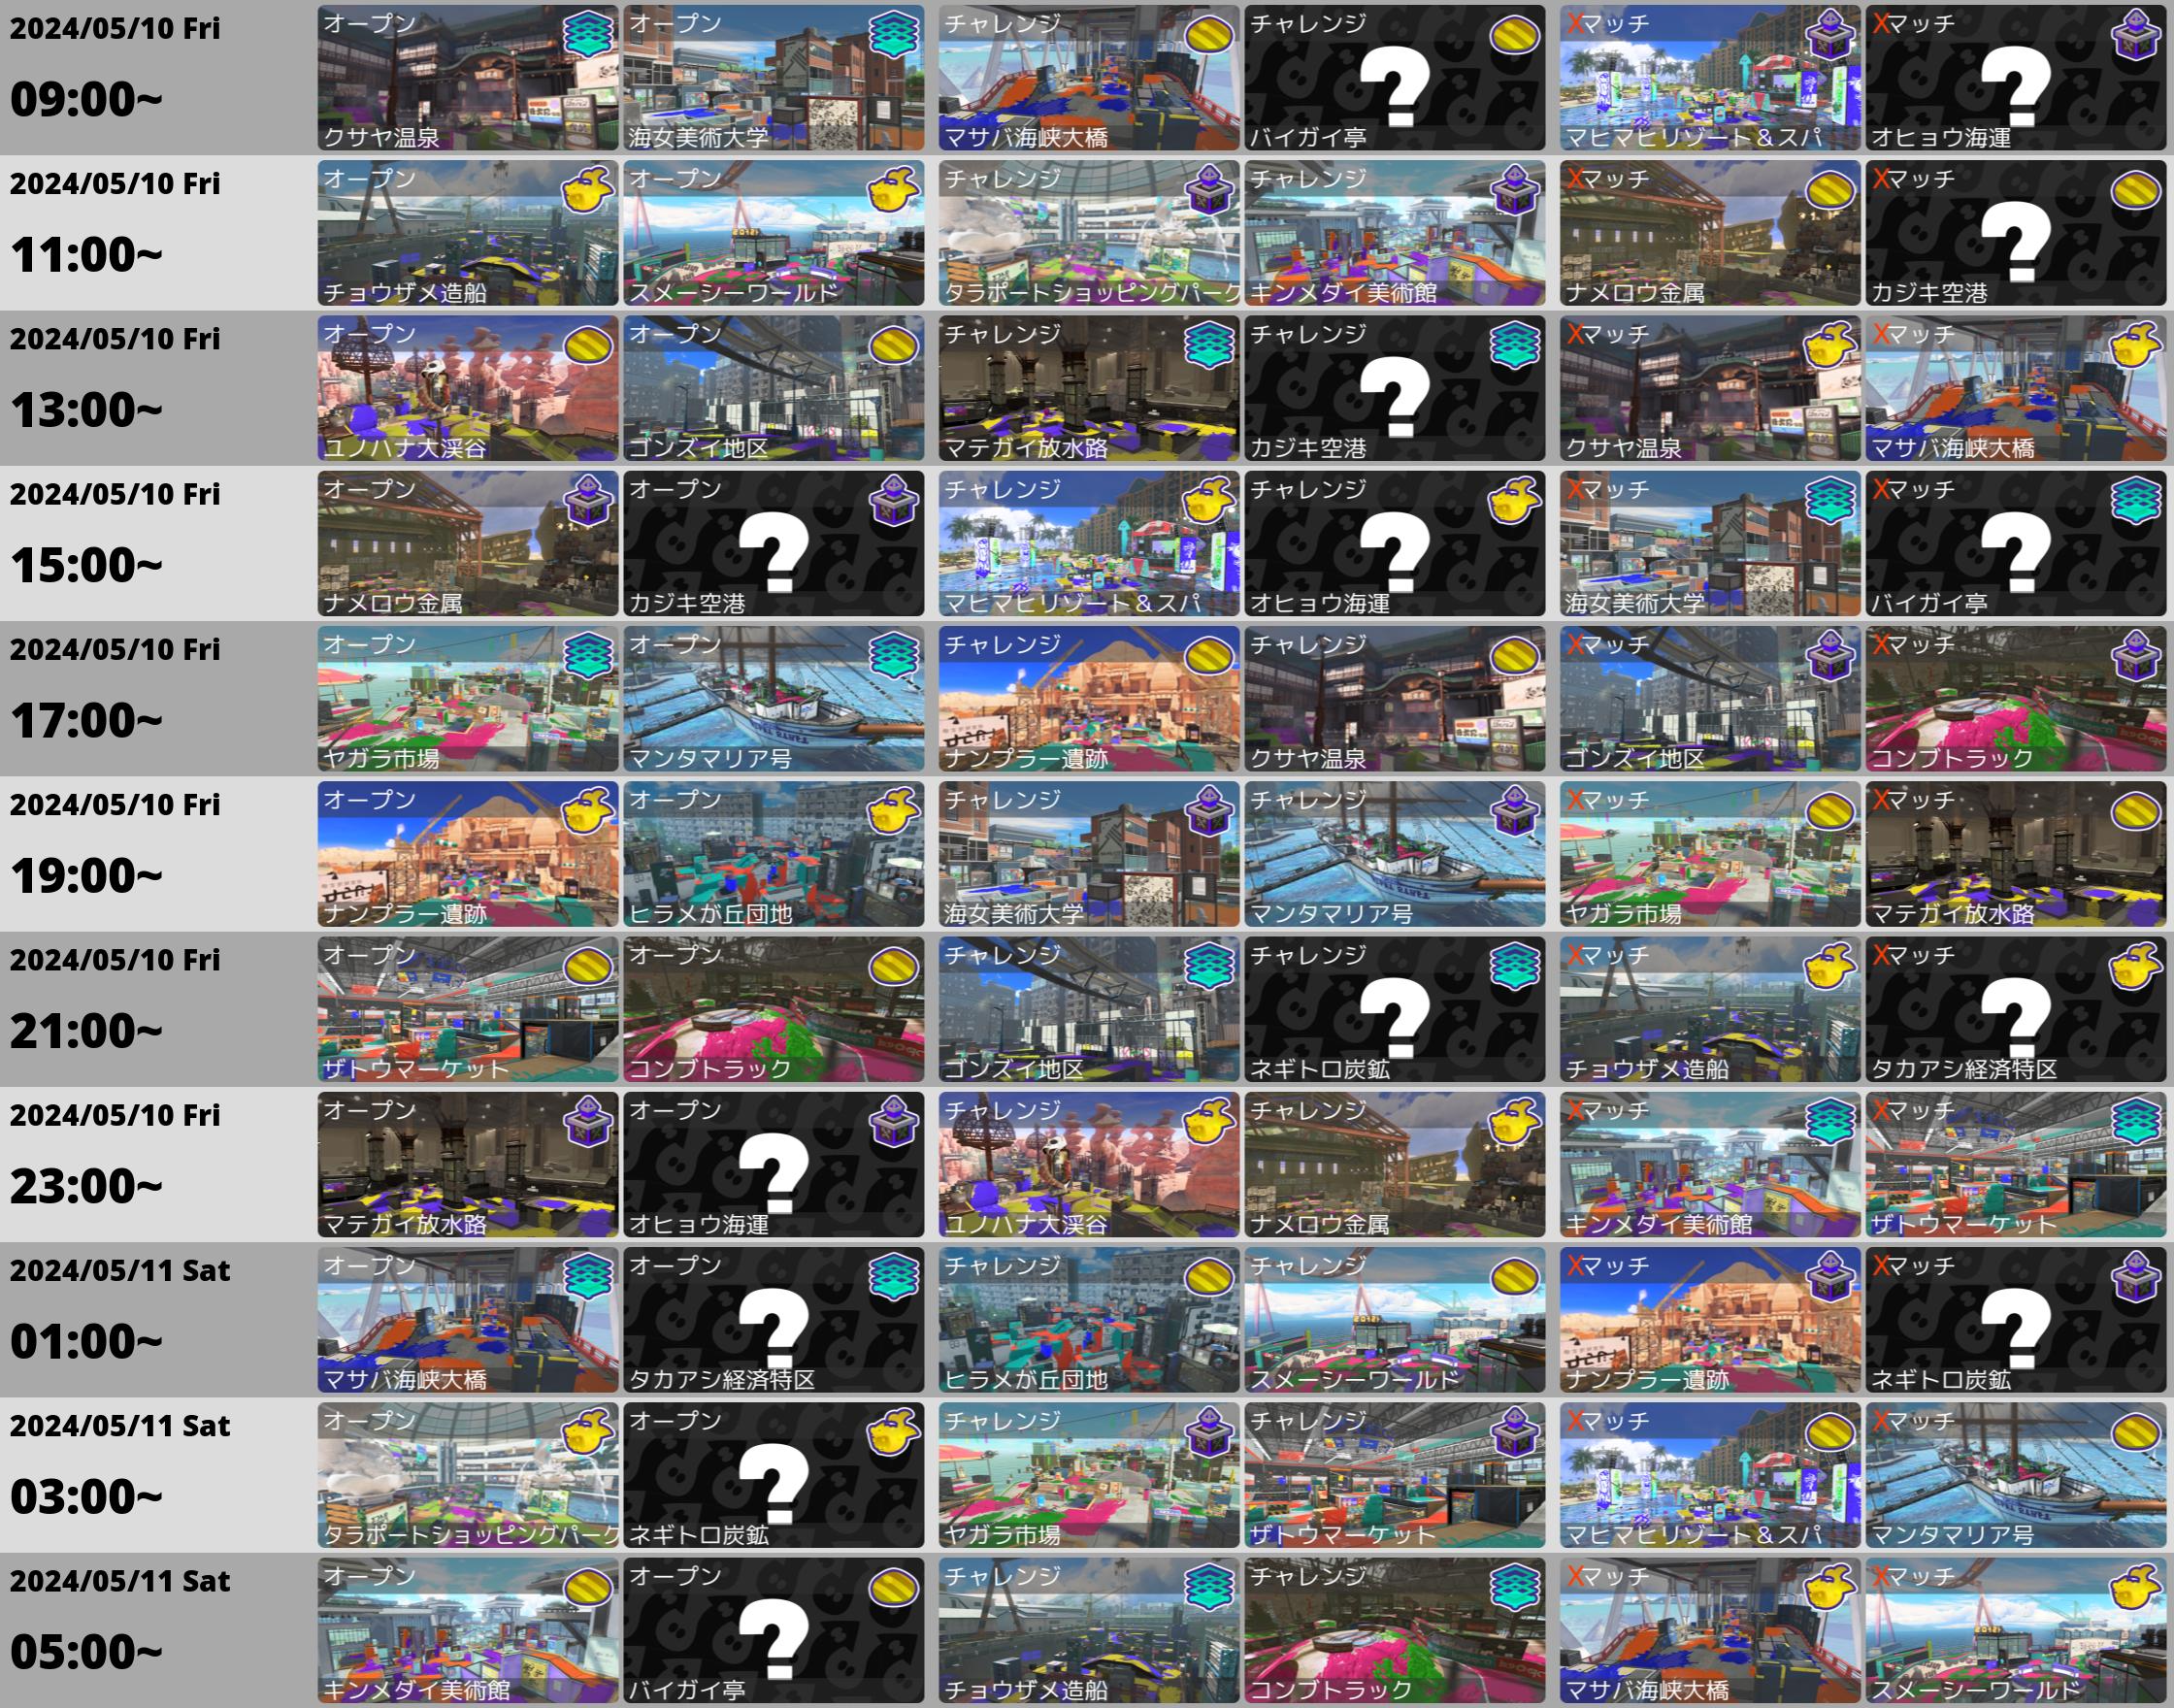 2024/05/10 Fri
09:00~
オープン
クサヤ温泉
オープン
海女美術大学
チャレンジ
マサバ海峡大橋
チャレンジ
?
バイガイ亭
Xマッチ
マヒマヒリゾート＆スパ
Xマッチ
?
オヒョウ海運
2024/05/10 Fri
11:00~
オープン
チョウザメ造船
オープン
スメーシーワールド
チャレンジ
タラポートショッピングパーク
チャレンジ
キンメダイ美術館
Xマッチ
ナメロウ金属
Xマッチ
?
カジキ空港
2024/05/10 Fri
13:00~
オープン
ユノハナ大渓谷
オープン
ゴンズイ地区
チャレンジ
マテガイ放水路
チャレンジ
?
カジキ空港
Xマッチ
クサヤ温泉
Xマッチ
マサバ海峡大橋
2024/05/10 Fri
15:00~
オープン
ナメロウ金属
オープン
?
カジキ空港
チャレンジ
マヒマヒリゾート＆スパ
チャレンジ
?
オヒョウ海運
Xマッチ
海女美術大学
Xマッチ
?
バイガイ亭
2024/05/10 Fri
17:00~
オープン
ヤガラ市場
オープン
マンタマリア号
チャレンジ
ナンプラー遺跡
チャレンジ
クサヤ温泉
Xマッチ
ゴンズイ地区
Xマッチ
コンブトラック
2024/05/10 Fri
19:00~
オープン
ナンプラー遺跡
オープン
ヒラメが丘団地
チャレンジ
海女美術大学
チャレンジ
マンタマリア号
Xマッチ
ヤガラ市場
Xマッチ
マテガイ放水路
2024/05/10 Fri
21:00~
オープン
ザトウマーケット
オープン
コンブトラック
チャレンジ
ゴンズイ地区
チャレンジ
?
ネギトロ炭鉱
Xマッチ
チョウザメ造船
Xマッチ
?
タカアシ経済特区
2024/05/10 Fri
23:00~
オープン
マテガイ放水路
オープン
?
オヒョウ海運
チャレンジ
ユノハナ大渓谷
チャレンジ
ナメロウ金属
Xマッチ
キンメダイ美術館
Xマッチ
ザトウマーケット
2024/05/11 Sat
01:00~
オープン
マサバ海峡大橋
オープン
?
タカアシ経済特区
チャレンジ
ヒラメが丘団地
チャレンジ
スメーシーワールド
Xマッチ
ナンプラー遺跡
Xマッチ
?
ネギトロ炭鉱
2024/05/11 Sat
03:00~
オープン
タラポートショッピングパーク
オープン
?
ネギトロ炭鉱
チャレンジ
ヤガラ市場
チャレンジ
ザトウマーケット
Xマッチ
マヒマヒリゾート＆スパ
Xマッチ
マンタマリア号
2024/05/11 Sat
05:00~
オープン
キンメダイ美術館
オープン
?
バイガイ亭
チャレンジ
チョウザメ造船
チャレンジ
コンブトラック
Xマッチ
マサバ海峡大橋
Xマッチ
スメーシーワールド